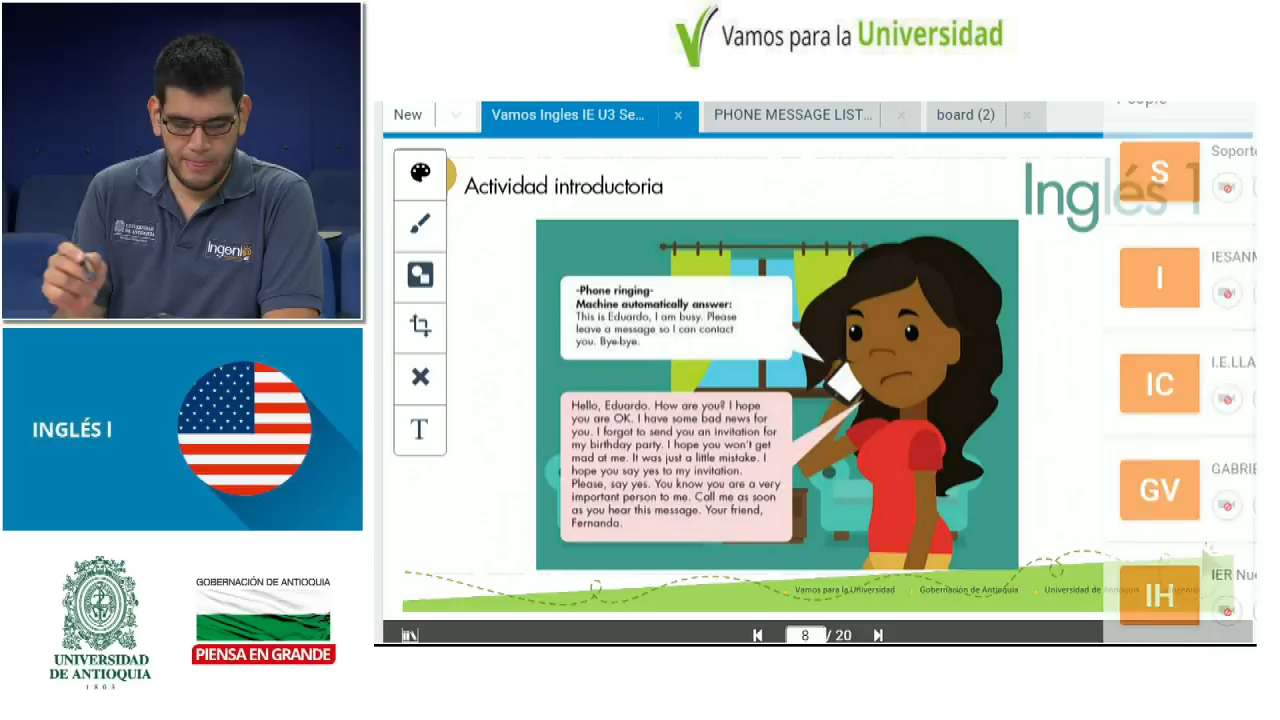 Vamos para la Universidad
New
Vamos Ingles IE U3 Se...
PHONE MESSAGE LIST...
board (2)
People
Actividad introductoria
Inglés 1
-Phone ringing-
Machine automatically answer:
This is Eduardo, I am busy. Please
leave a message so I can contact
you. Bye-bye.
Hello, Eduardo. How are you? I hope
you are OK. I have some bad news for
you. I forgot to send you an invitation for
my birthday party. I hope you won't get
mad at me. It was just a little mistake. I
hope you say yes to my invitation.
Please, say yes. You know you are a very
important person to me. Call me as soon
as you hear this message. Your friend,
Fernanda.
T
S
Soporte
I
IESANM
IC
I.E.LLA
GV
GABRIE
IH
IER Nue
Vamos para la Universidad
Gobernación de Antioquia
Universidad de Antioquia
8 / 20
UNIVERSIDAD
DE ANTIOQUIA
Ingeni@
INGLÉS I
UNIVERSIDAD
DE ANTIOQUIA
1803
GOBERNACIÓN DE ANTIOQUIA
PIENSA EN GRANDE